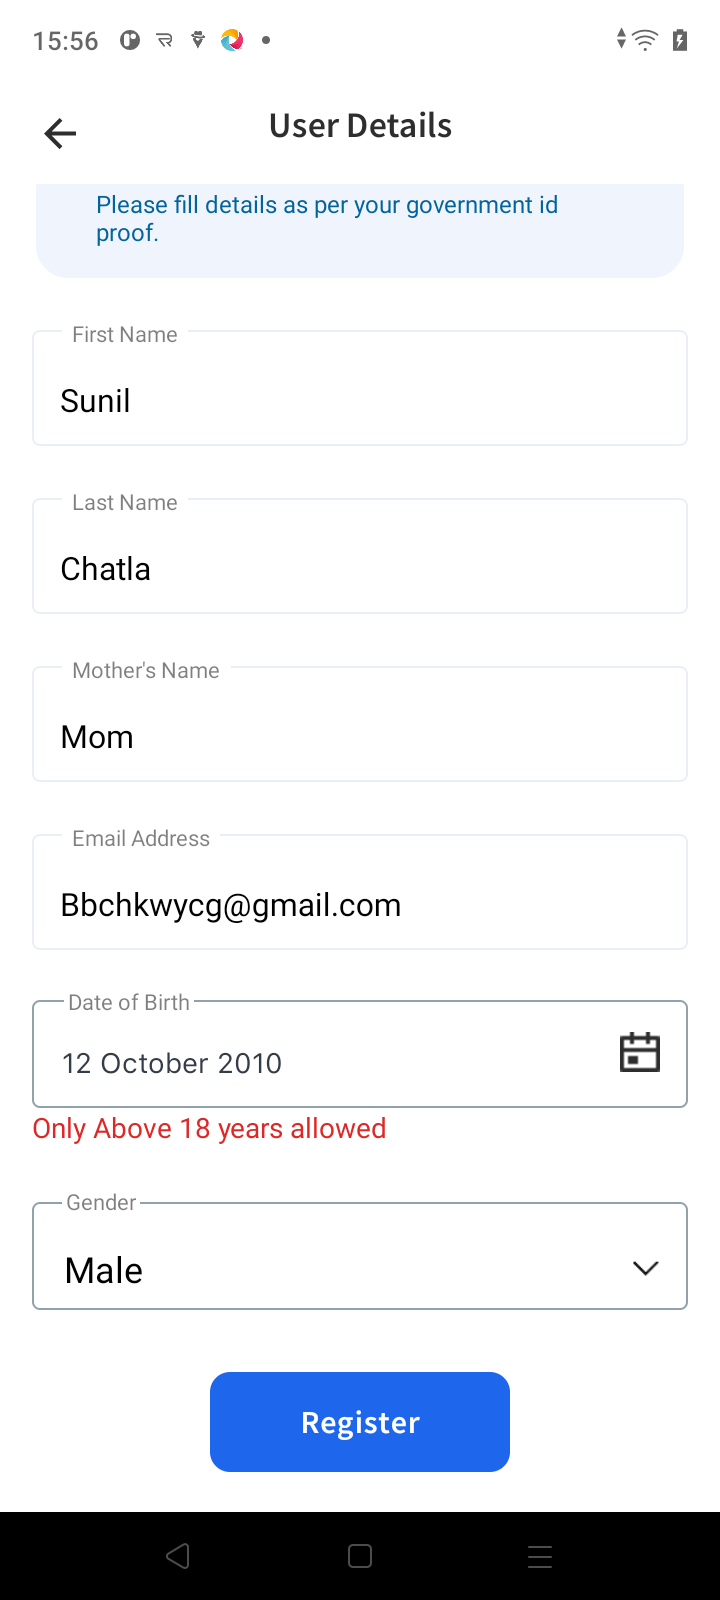 15:56
User Details
Please fill details as per your government id
proof.
First Name
Sunil
Last Name
Chatla
Mother's Name
Mom
Email Address
Bbchkwycg@gmail.com
Date of Birth
12 October 2010
Only Above 18 years allowed
Gender
Male
Register